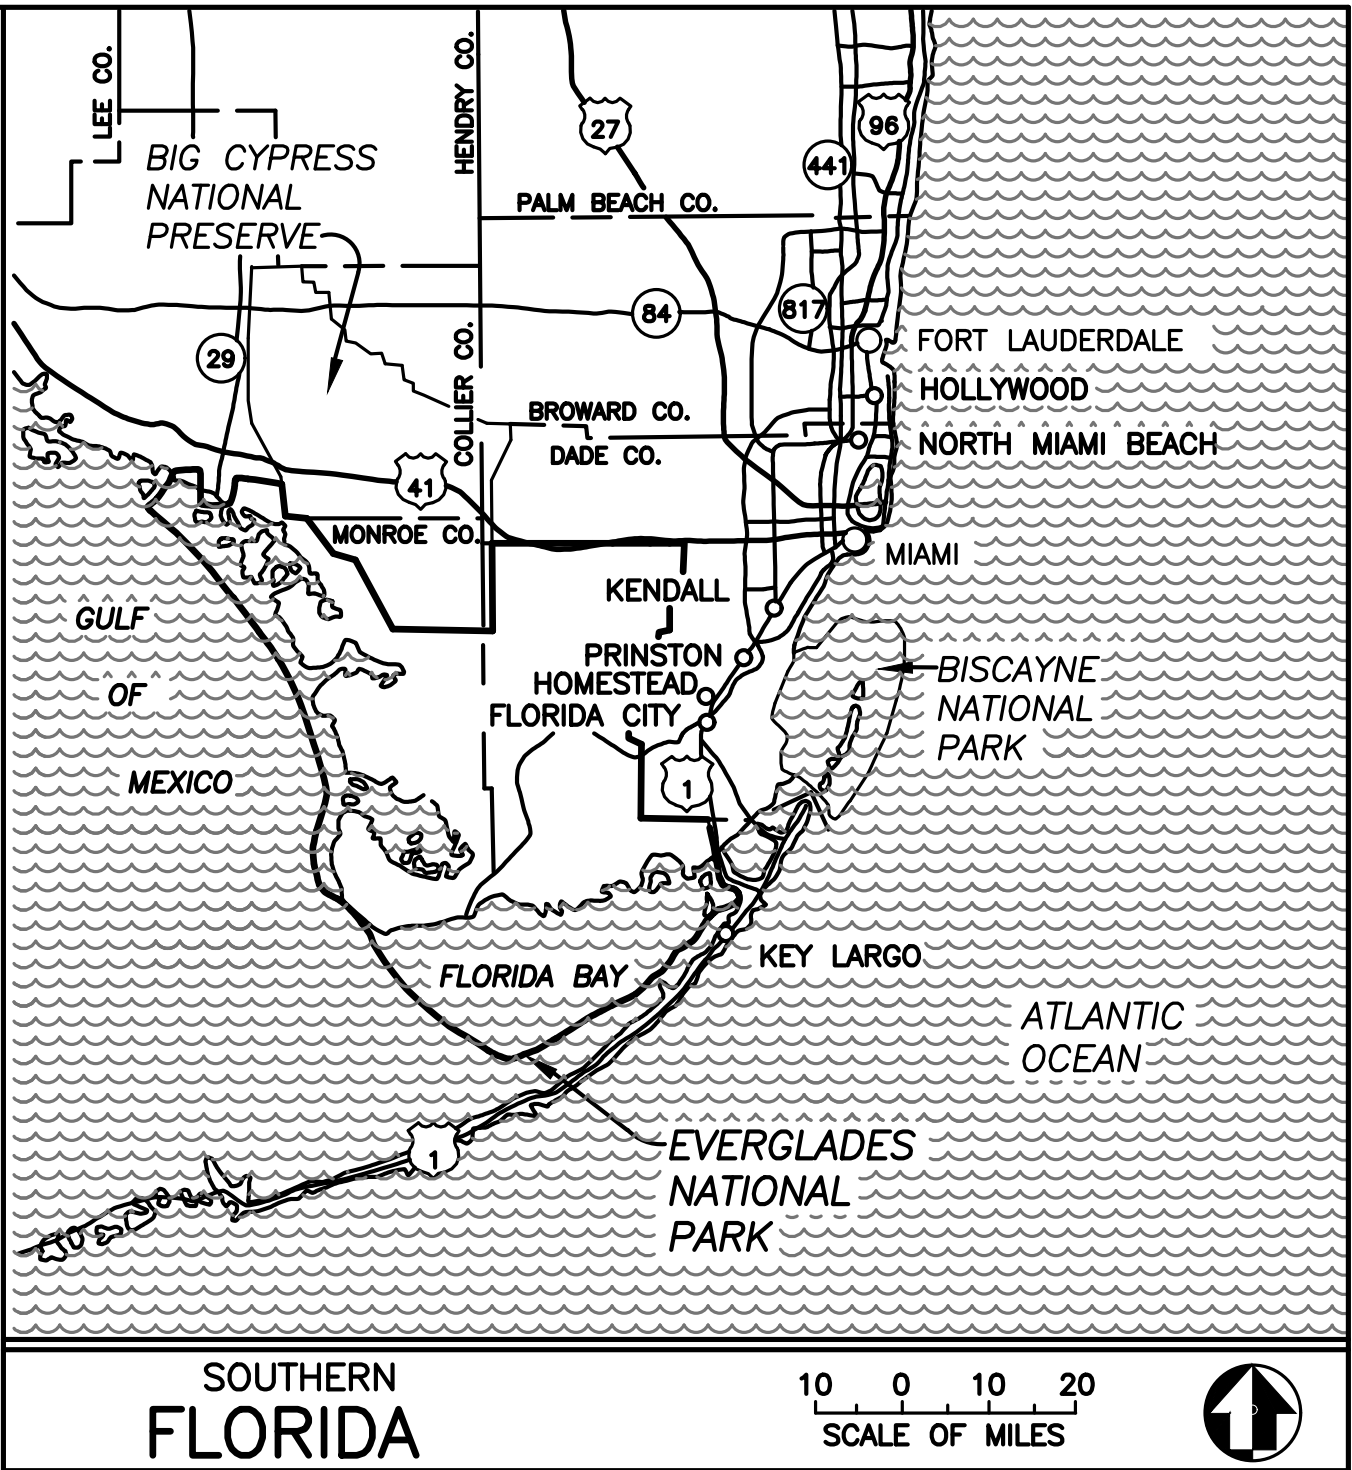 LEE CO.
HENDRY CO.
27
96
441
BIG CYPRESS
NATIONAL
PRESERVE
PALM BEACH CO.
84
817
29
COLLIER CO.
FORT LAUDERDALE
HOLLYWOOD
BROWARD CO.
NORTH MIAMI BEACH
DADE CO.
41
MONROE CO.
MIAMI
KENDALL
GULF
OF
MEXICO
PRINSTON
HOMESTEAD
FLORIDA CITY
BISCAYNE
NATIONAL
PARK
1
KEY LARGO
FLORIDA BAY
ATLANTIC
OCEAN
1
EVERGLADES
NATIONAL
PARK
SOUTHERN
FLORIDA
10 0 10 20
SCALE OF MILES